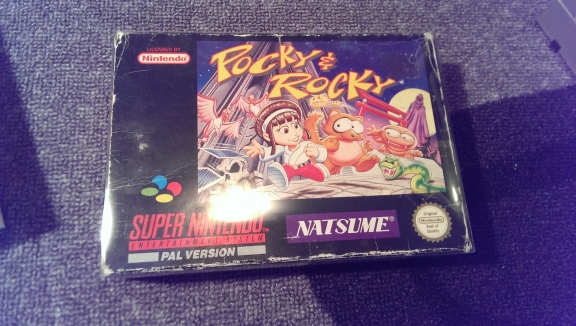 LICENSED BY
Nintendo
POCKY &
ROCKY
SUPER NINTENDO
ENTERTAINMENT SYSTEM
PAL VERSION
NATSUME®
Original
Nintendo
Seal of
Quality